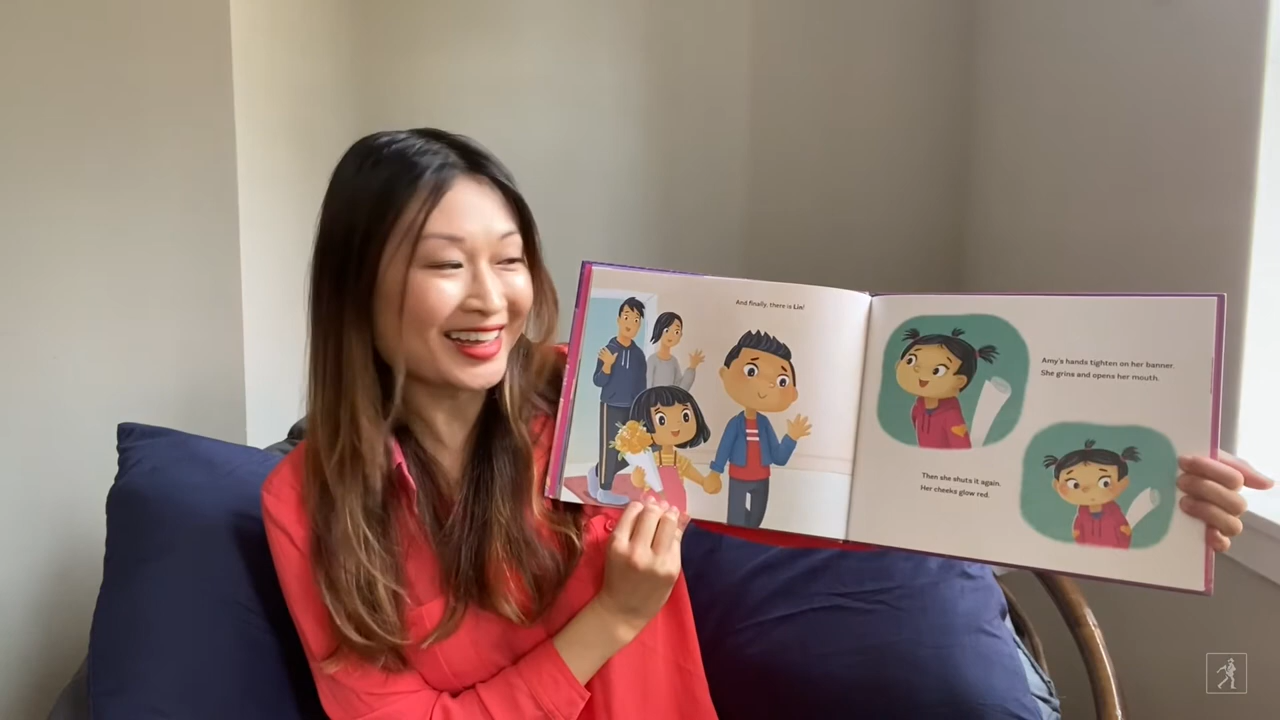 And finally, there is Lin!
Amy's hands tighten on her banner.
She grins and opens her mouth.
Then she shuts it again.
Her cheeks glow red.